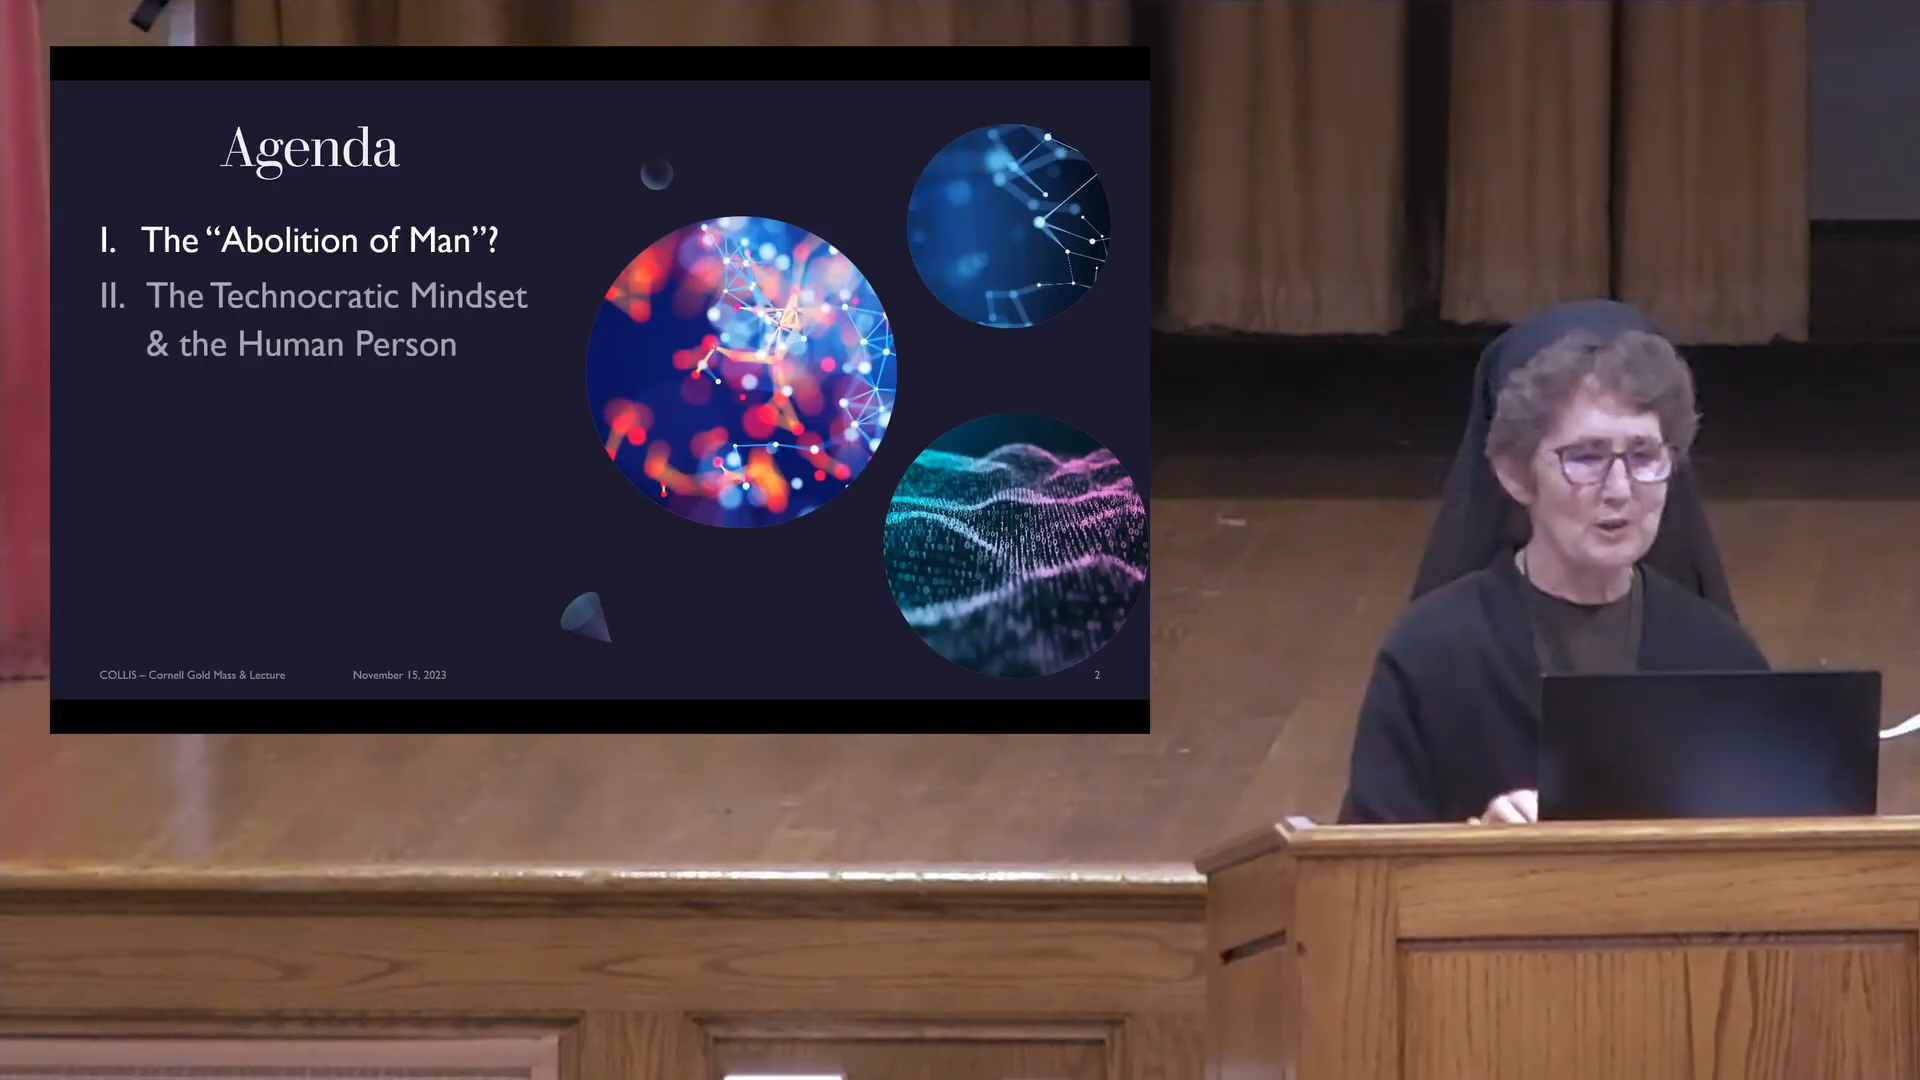 Agenda
I. The “Abolition of Man”?
II. The Technocratic Mindset
& the Human Person
COLLIS – Cornell Gold Mass & Lecture November 15, 2023 2